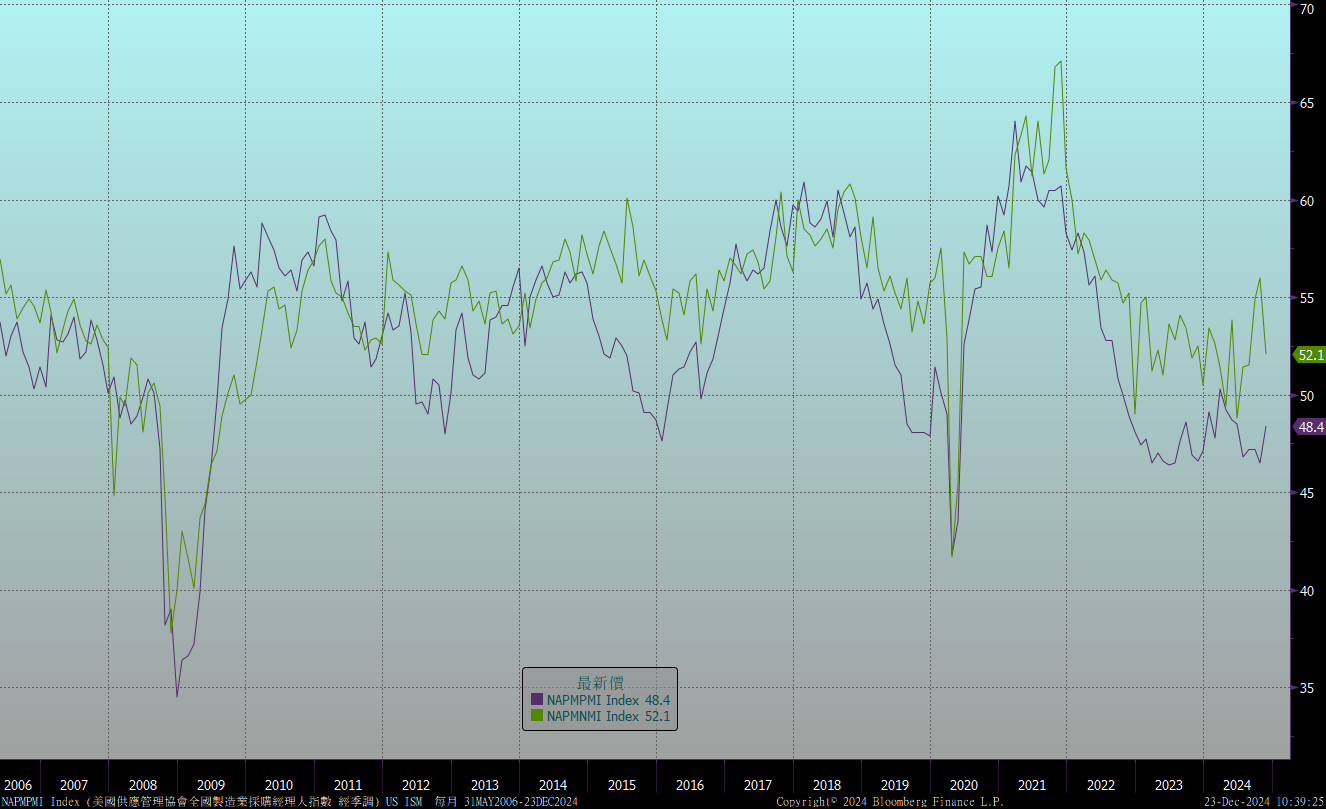 70
65
60
55
52.1
50
48.4
45
40
35
最新價
NAPMPMI Index 48.4
NAPMNMI Index 52.1
2006 2007 2008 2009 2010 2011 2012 2013 2014 2015 2016 2017 2018 2019 2020 2021 2022 2023 2024
NAPMPMI Index (美國供應管理協會全國製造業採購經理人指數 經季調) US ISM 每月 31MAY2006-23DEC2024 Copyright© 2024 Bloomberg Finance L.P. 23-Dec-2024 10:39:25